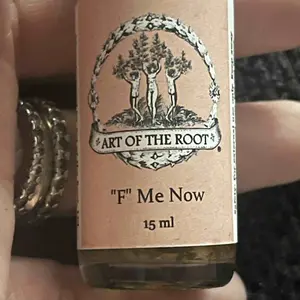 ART OF THE ROOT
"F" Me Now
15 ml